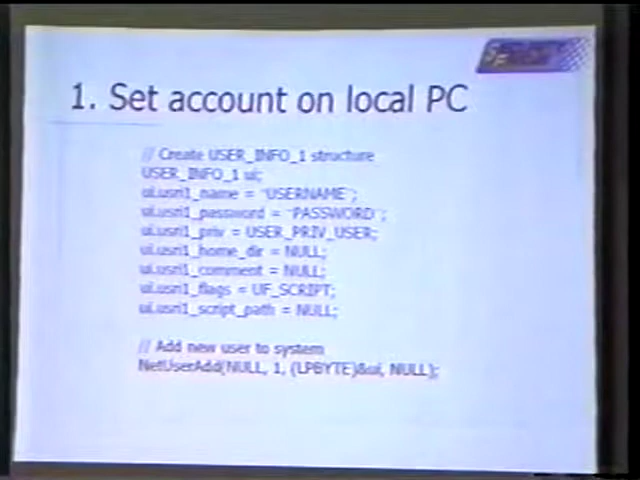 1. Set account on local PC
// Create USER_INFO_1 structure
USER_INFO_1 ui;
ui.usri1_name = "USERNAME";
ui.usri1_password = "PASSWORD";
ui.usri1_priv = USER_PRIV_USER;
ui.usri1_home_dir = NULL;
ui.usri1_comment = NULL;
ui.usri1_flags = UF_SCRIPT;
ui.usri1_script_path = NULL;
// Add new user to system
NetUserAdd(NULL, 1, (LPBYTE)&ui, NULL);